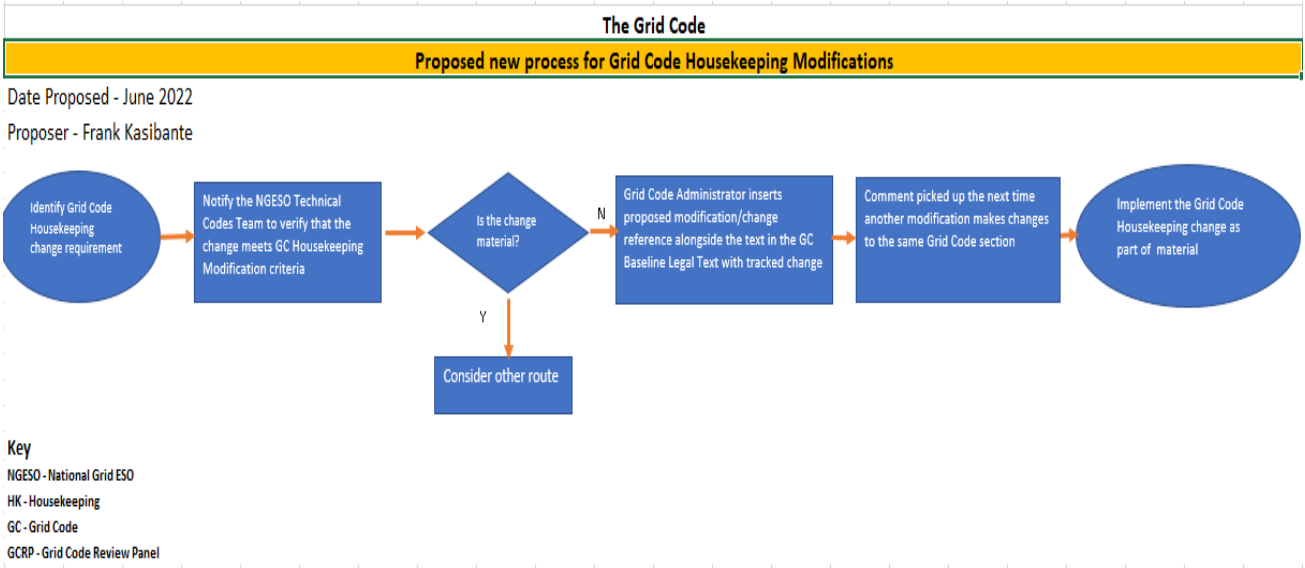 The Grid Code
Proposed new process for Grid Code Housekeeping Modifications
Date Proposed - June 2022
Proposer - Frank Kasibante
Identify Grid Code
Housekeeping
change requirement
Notify the NGESO Technical
Codes Team to verify that the
change meets GC Housekeeping
Modification criteria
Is the change
material?
N
Grid Code Administrator inserts
proposed modification/change
reference alongside the text in the GC
Baseline Legal Text with tracked change
Comment picked up the next time
another modification makes changes
to the same Grid Code section
Implement the Grid Code
Housekeeping change as
part of material
Y
Consider other route
Key
NGESO - National Grid ESO
HK - Housekeeping
GC - Grid Code
GCRP - Grid Code Review Panel